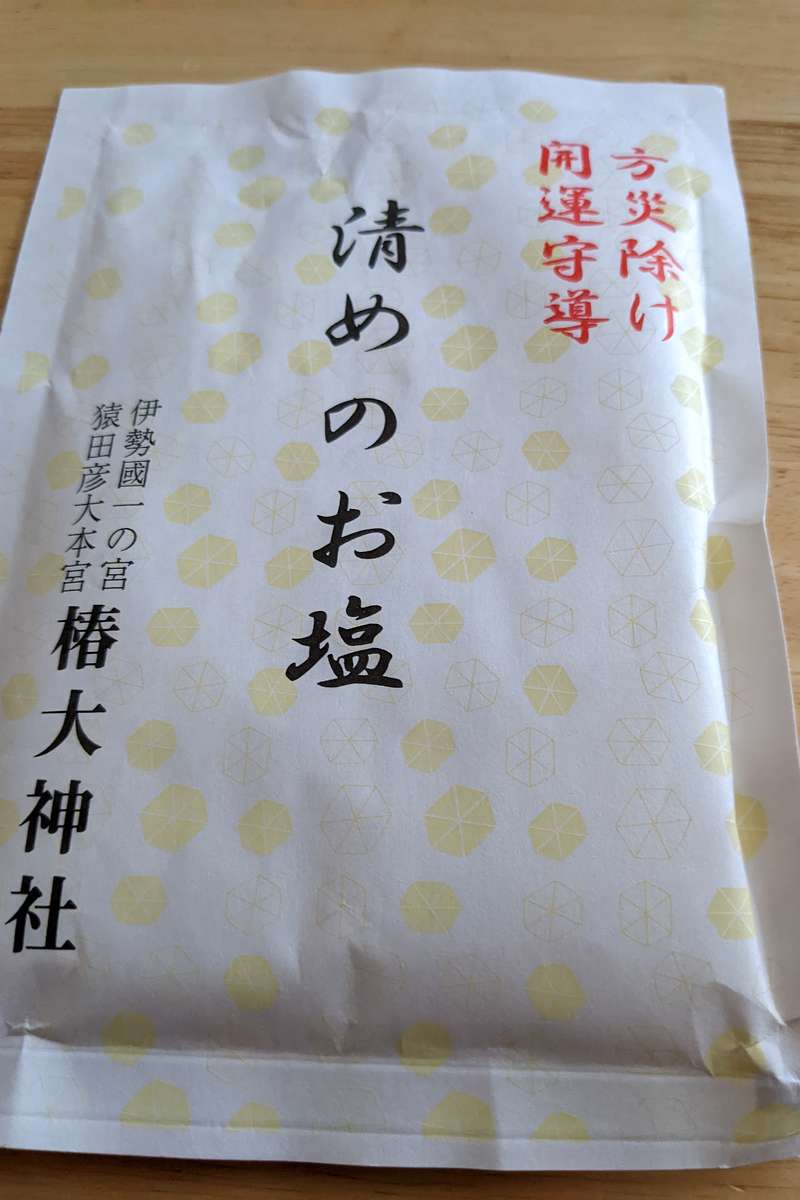 方災除け
開運守導
清めのお塩
伊勢國一の宮
猿田彦大本宮
椿大神社